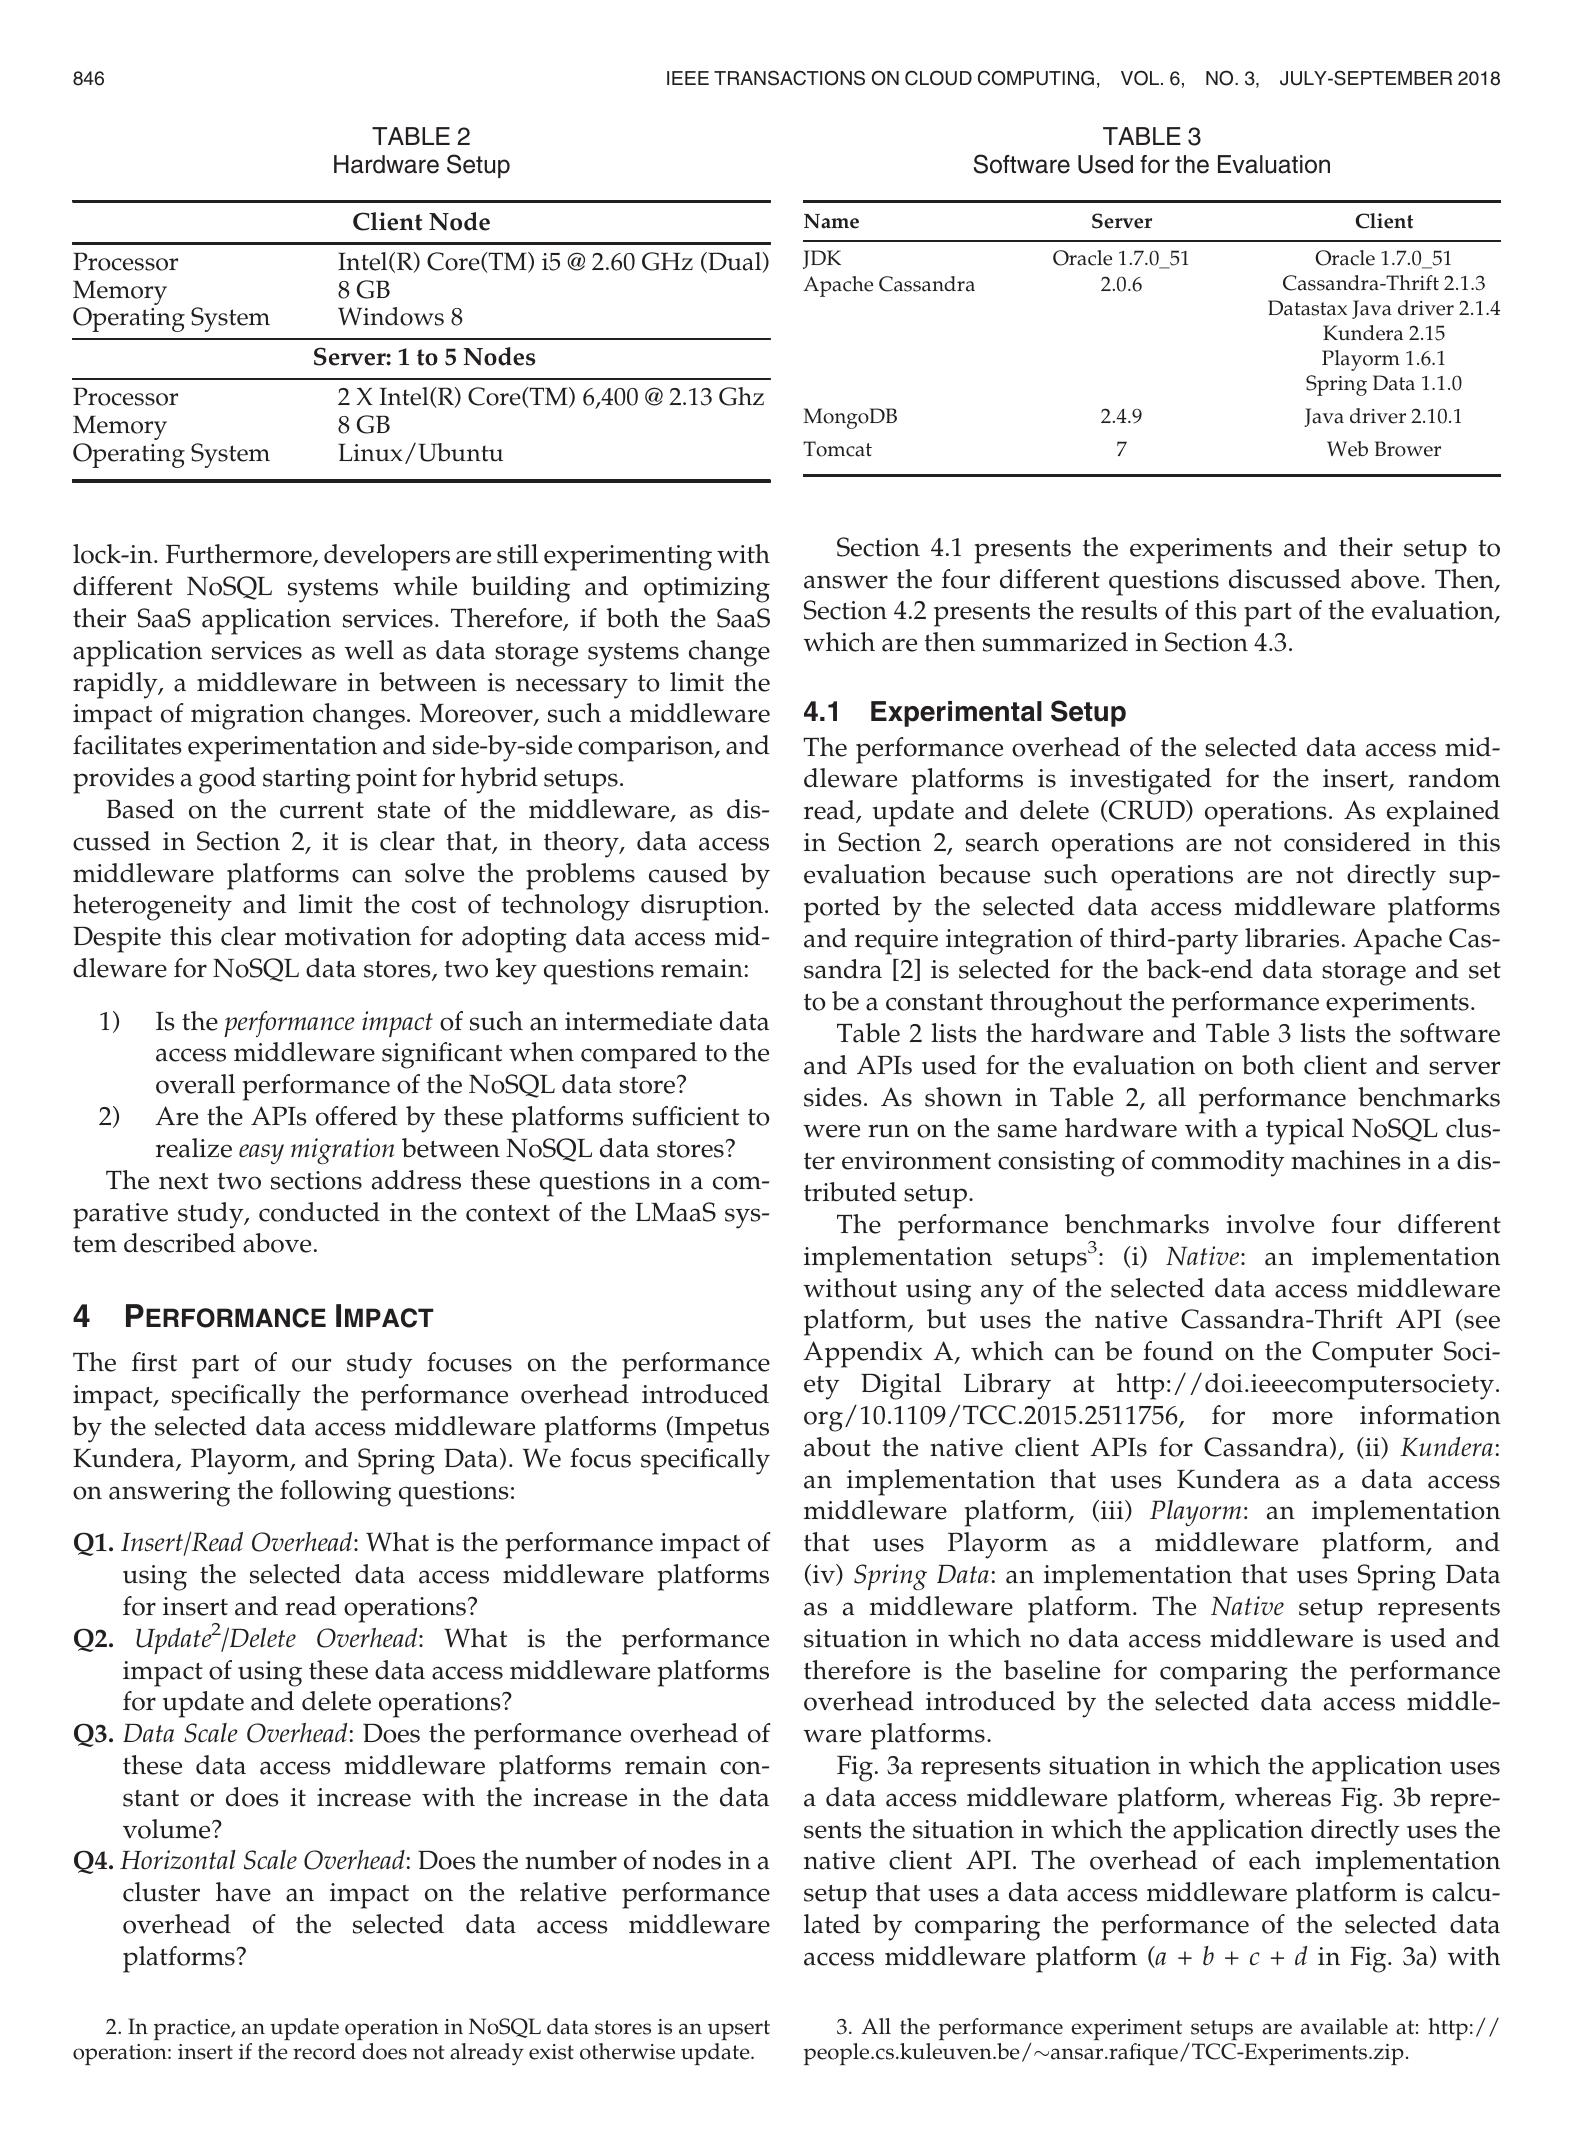 846
IEEE TRANSACTIONS ON CLOUD COMPUTING, VOL. 6, NO. 3, JULY-SEPTEMBER 2018
TABLE 2
Hardware Setup
Client Node
Processor Intel(R) Core(TM) i5 @ 2.60 GHz (Dual)
Memory 8 GB
Operating System Windows 8
Server: 1 to 5 Nodes
Processor 2 X Intel(R) Core(TM) 6,400 @ 2.13 Ghz
Memory 8 GB
Operating System Linux/Ubuntu
lock-in. Furthermore, developers are still experimenting with
different NoSQL systems while building and optimizing
their SaaS application services. Therefore, if both the SaaS
application services as well as data storage systems change
rapidly, a middleware in between is necessary to limit the
impact of migration changes. Moreover, such a middleware
facilitates experimentation and side-by-side comparison, and
provides a good starting point for hybrid setups.
Based on the current state of the middleware, as dis-
cussed in Section 2, it is clear that, in theory, data access
middleware platforms can solve the problems caused by
heterogeneity and limit the cost of technology disruption.
Despite this clear motivation for adopting data access mid-
dleware for NoSQL data stores, two key questions remain:
1) Is the performance impact of such an intermediate data
access middleware significant when compared to the
overall performance of the NoSQL data store?
2) Are the APIs offered by these platforms sufficient to
realize easy migration between NoSQL data stores?
The next two sections address these questions in a com-
parative study, conducted in the context of the LMaaS sys-
tem described above.
4 PERFORMANCE IMPACT
The first part of our study focuses on the performance
impact, specifically the performance overhead introduced
by the selected data access middleware platforms (Impetus
Kundera, Playorm, and Spring Data). We focus specifically
on answering the following questions:
Q1. Insert/Read Overhead: What is the performance impact of
using the selected data access middleware platforms
for insert and read operations?
Q2. Update2/Delete Overhead: What is the performance
impact of using these data access middleware platforms
for update and delete operations?
Q3. Data Scale Overhead: Does the performance overhead of
these data access middleware platforms remain con-
stant or does it increase with the increase in the data
volume?
Q4. Horizontal Scale Overhead: Does the number of nodes in a
cluster have an impact on the relative performance
overhead of the selected data access middleware
platforms?
2. In practice, an update operation in NoSQL data stores is an upsert
operation: insert if the record does not already exist otherwise update.
TABLE 3
Software Used for the Evaluation
Name Server Client
JDK Oracle 1.7.0_51 Oracle 1.7.0_51
Apache Cassandra 2.0.6 Cassandra-Thrift 2.1.3
Datastax Java driver 2.1.4
Kundera 2.15
Playorm 1.6.1
Spring Data 1.1.0
MongoDB 2.4.9 Java driver 2.10.1
Tomcat 7 Web Brower
Section 4.1 presents the experiments and their setup to
answer the four different questions discussed above. Then,
Section 4.2 presents the results of this part of the evaluation,
which are then summarized in Section 4.3.
4.1 Experimental Setup
The performance overhead of the selected data access mid-
dleware platforms is investigated for the insert, random
read, update and delete (CRUD) operations. As explained
in Section 2, search operations are not considered in this
evaluation because such operations are not directly sup-
ported by the selected data access middleware platforms
and require integration of third-party libraries. Apache Cas-
sandra [2] is selected for the back-end data storage and set
to be a constant throughout the performance experiments.
Table 2 lists the hardware and Table 3 lists the software
and APIs used for the evaluation on both client and server
sides. As shown in Table 2, all performance benchmarks
were run on the same hardware with a typical NoSQL clus-
ter environment consisting of commodity machines in a dis-
tributed setup.
The performance benchmarks involve four different
implementation setups3: (i) Native: an implementation
without using any of the selected data access middleware
platform, but uses the native Cassandra-Thrift API (see
Appendix A, which can be found on the Computer Soci-
ety Digital Library at http://doi.ieeecomputersociety.
org/10.1109/TCC.2015.2511756, for more information
about the native client APIs for Cassandra), (ii) Kundera:
an implementation that uses Kundera as a data access
middleware platform, (iii) Playorm: an implementation
that uses Playorm as a middleware platform, and
(iv) Spring Data: an implementation that uses Spring Data
as a middleware platform. The Native setup represents
situation in which no data access middleware is used and
therefore is the baseline for comparing the performance
overhead introduced by the selected data access middle-
ware platforms.
Fig. 3a represents situation in which the application uses
a data access middleware platform, whereas Fig. 3b repre-
sents the situation in which the application directly uses the
native client API. The overhead of each implementation
setup that uses a data access middleware platform is calcu-
lated by comparing the performance of the selected data
access middleware platform (a + b + c + d in Fig. 3a) with
3. All the performance experiment setups are available at: http://
people.cs.kuleuven.be/~ansar.rafique/TCC-Experiments.zip.